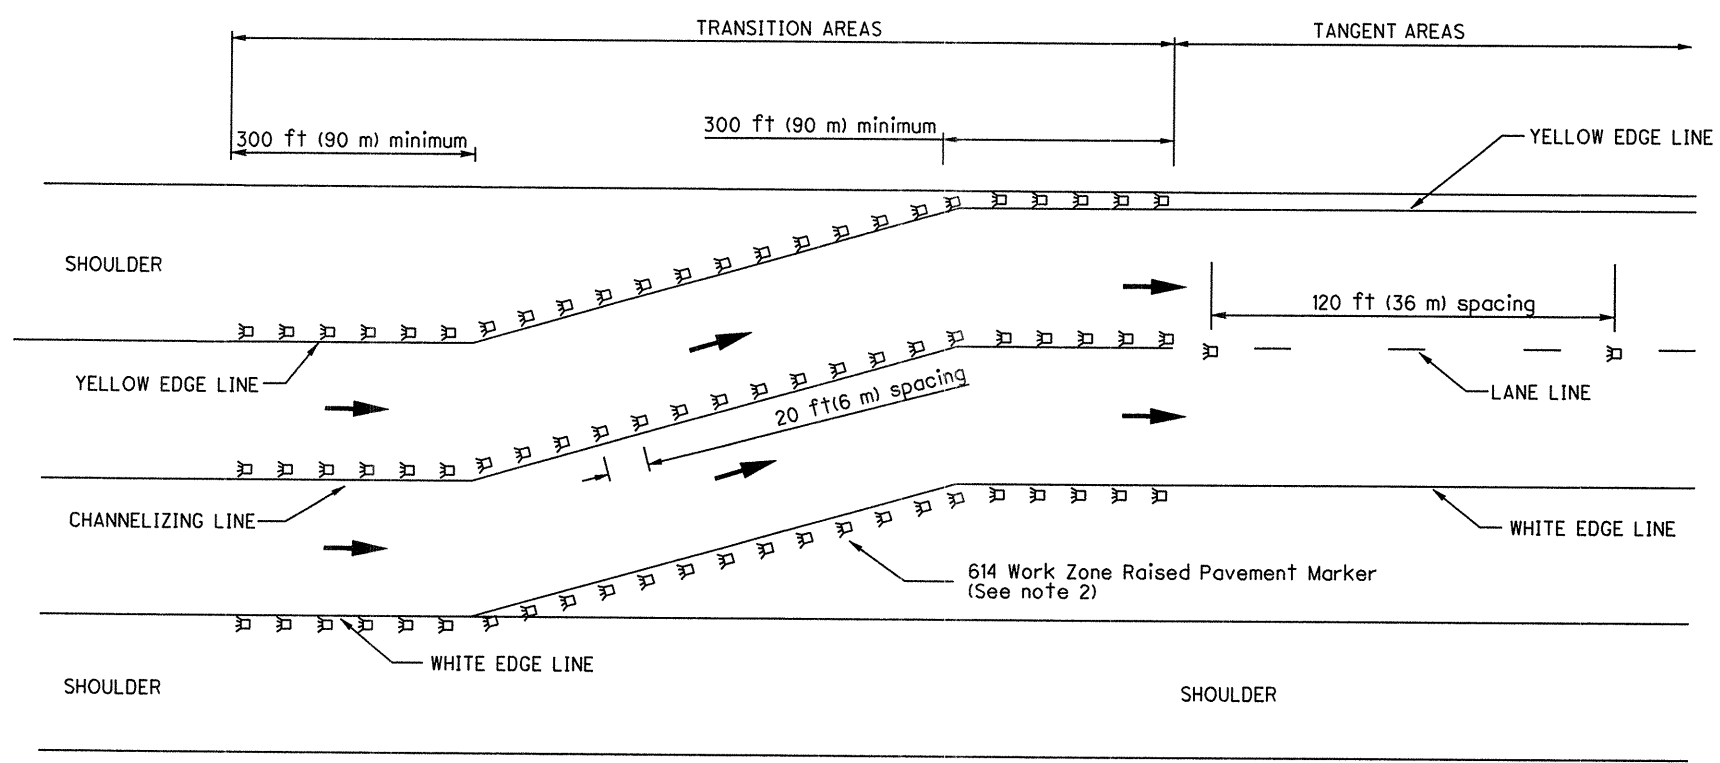 TRANSITION AREAS
TANGENT AREAS
300 ft (90 m) minimum
300 ft (90 m) minimum
YELLOW EDGE LINE
SHOULDER
120 ft (36 m) spacing
YELLOW EDGE LINE
LANE LINE
20 ft(6 m) spacing
CHANNELIZING LINE
WHITE EDGE LINE
614 Work Zone Raised Pavement Marker
(See note 2)
WHITE EDGE LINE
SHOULDER
SHOULDER